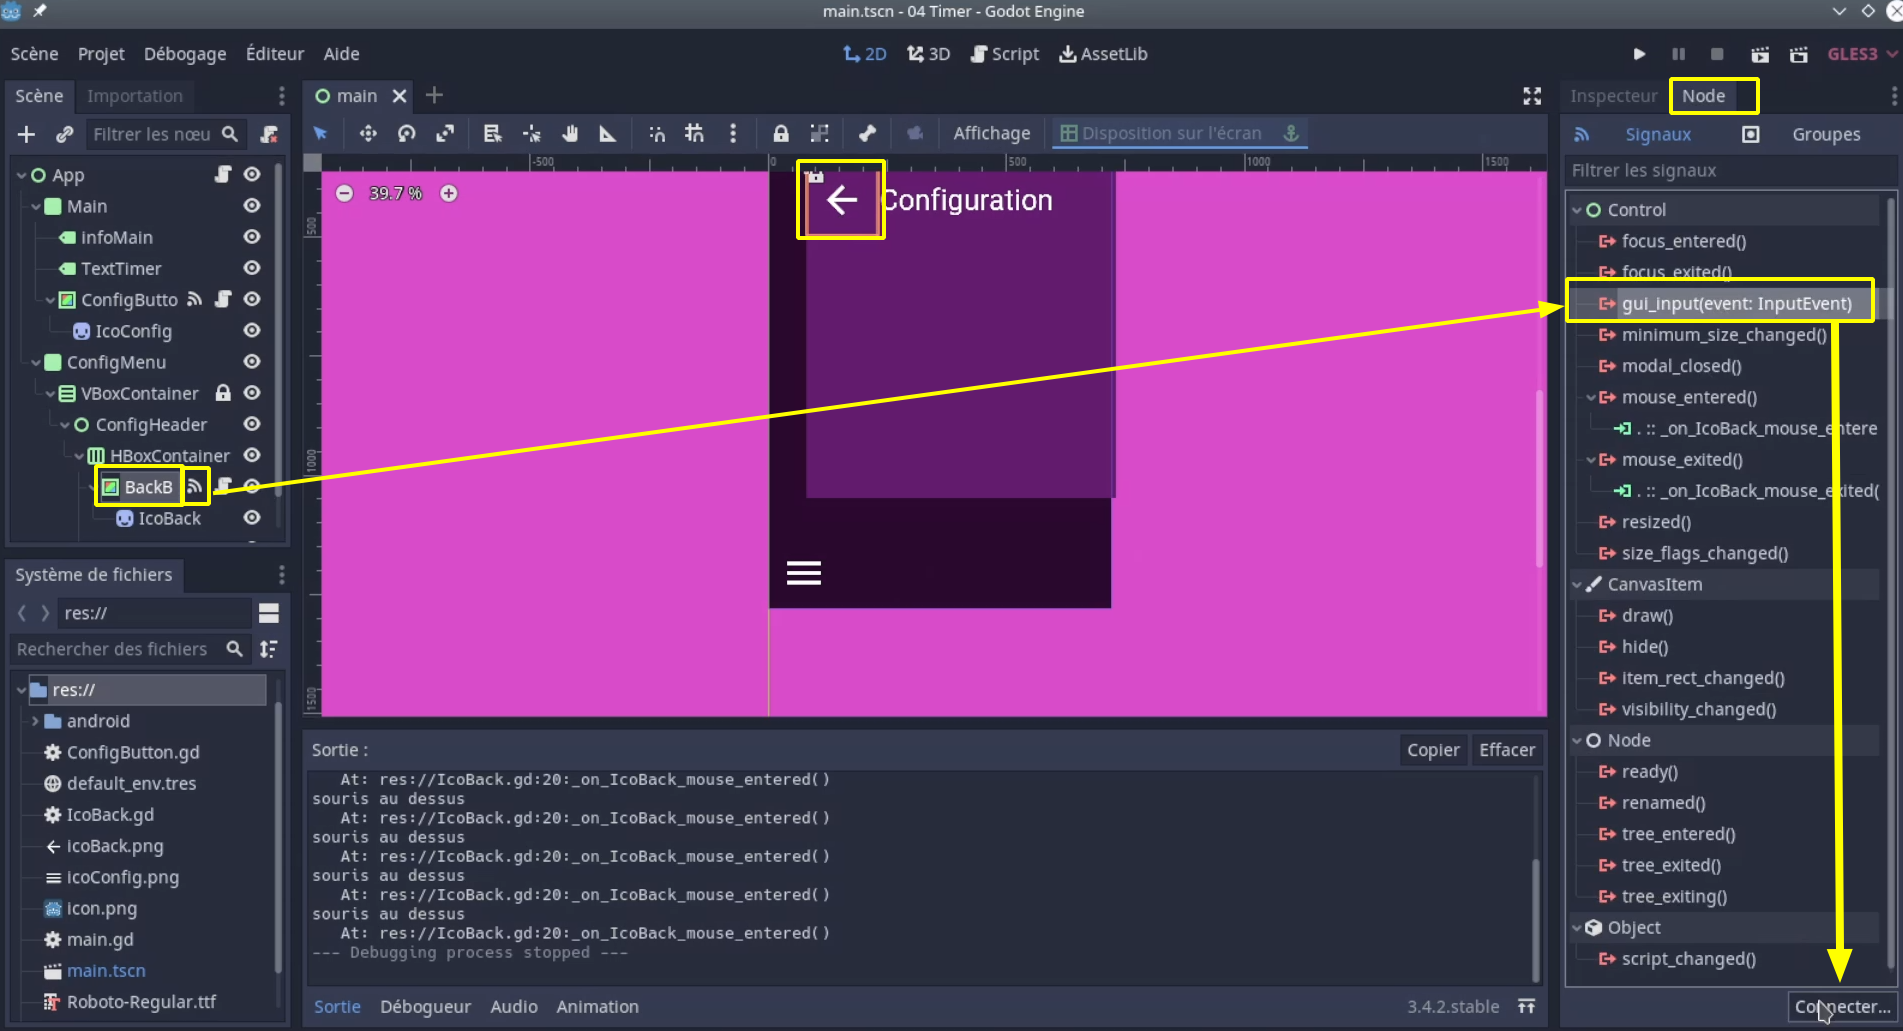 main.tscn - 04 Timer - Godot Engine
Scène Projet Débogage Éditeur Aide
2D 3D Script AssetLib
GLES3
Scène Importation
Filtrer les nœu
App
Main
infoMain
TextTimer
ConfigButto
IcoConfig
ConfigMenu
VBoxContainer
ConfigHeader
HBoxContainer
BackB
IcoBack
Système de fichiers
res://
Rechercher des fichiers
res://
android
ConfigButton.gd
default_env.tres
IcoBack.gd
icoBack.png
icoConfig.png
icon.png
main.gd
main.tscn
Roboto-Regular.ttf
main
Affichage Disposition sur l'écran
-500 0 500 1000 1500
500
1000
1500
39.7 %
Configuration
Sortie :
Copier Effacer
At: res://IcoBack.gd:20:_on_IcoBack_mouse_entered()
souris au dessus
At: res://IcoBack.gd:20:_on_IcoBack_mouse_entered()
souris au dessus
At: res://IcoBack.gd:20:_on_IcoBack_mouse_entered()
souris au dessus
At: res://IcoBack.gd:20:_on_IcoBack_mouse_entered()
souris au dessus
At: res://IcoBack.gd:20:_on_IcoBack_mouse_entered()
--- Debugging process stopped ---
Sortie Débogueur Audio Animation
3.4.2.stable
Inspecteur Node
Signaux Groupes
Filtrer les signaux
Control
focus_entered()
focus_exited()
gui_input(event: InputEvent)
minimum_size_changed()
modal_closed()
mouse_entered()
. :: _on_IcoBack_mouse_entere
mouse_exited()
. :: _on_IcoBack_mouse_exited(
resized()
size_flags_changed()
CanvasItem
draw()
hide()
item_rect_changed()
visibility_changed()
Node
ready()
renamed()
tree_entered()
tree_exited()
tree_exiting()
Object
script_changed()
Connecter...